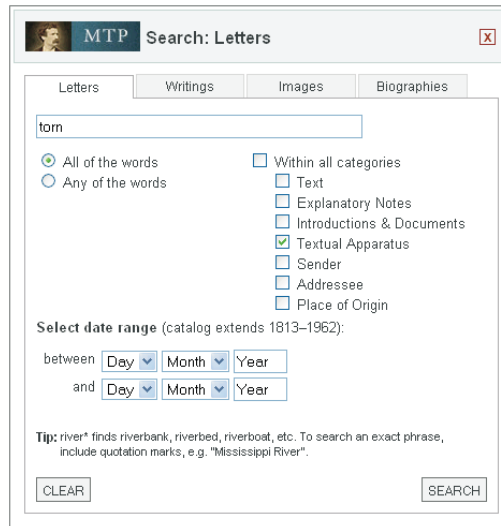 MTP Search: Letters X
Letters Writings Images Biographies
torn
All of the words
Any of the words
Within all categories
Text
Explanatory Notes
Introductions & Documents
Textual Apparatus
Sender
Addressee
Place of Origin
Select date range (catalog extends 1813–1962):
between Day Month Year
and Day Month Year
Tip: river* finds riverbank, riverbed, riverboat, etc. To search an exact phrase,
include quotation marks, e.g. "Mississippi River".
CLEAR SEARCH